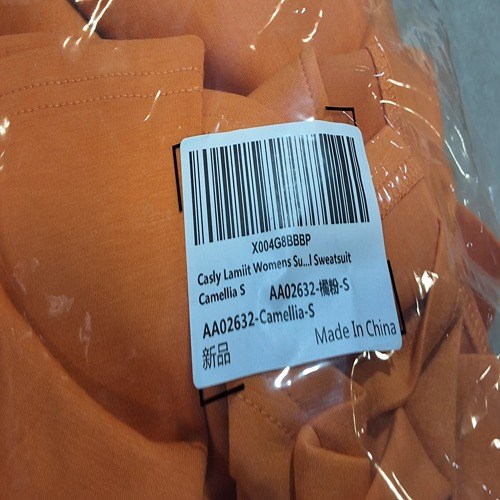 X004G8BBBP
Casly Lamiit Womens Su...l Sweatsuit
Camellia S AA02632-橘粉-S
AA02632-Camellia-S
新品
Made In China